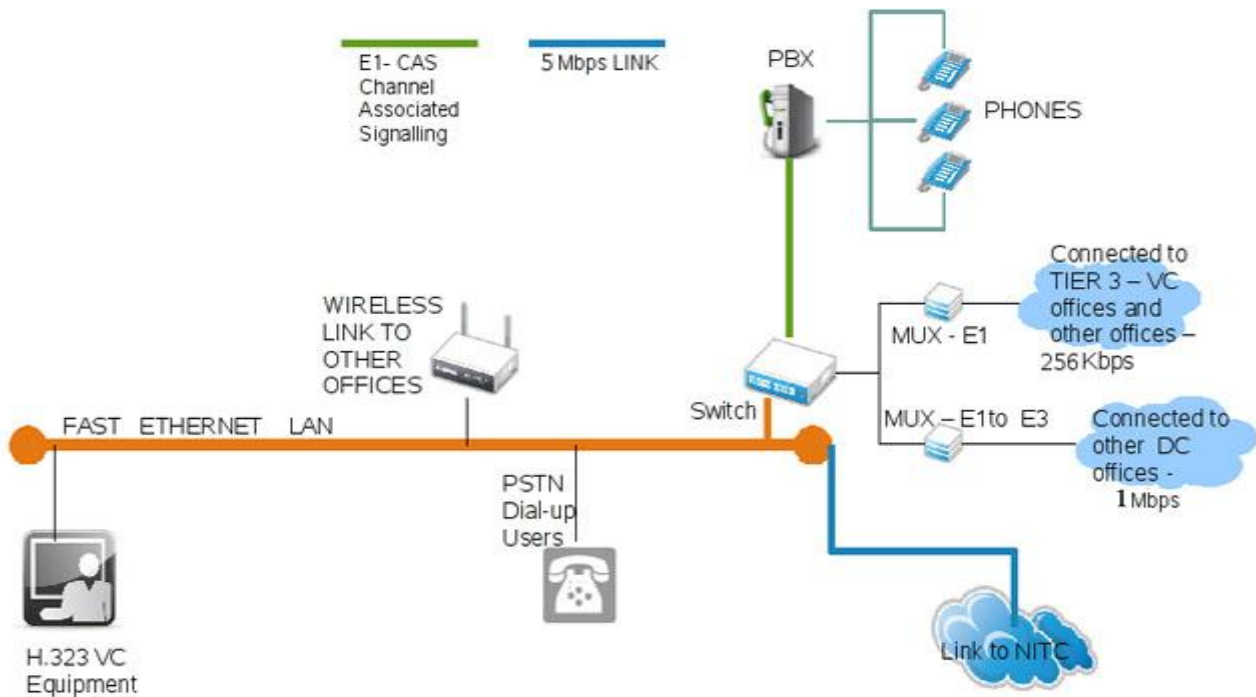 E1- CAS
Channel
Associated
Signalling
5 Mbps LINK
PBX
PHONES
Connected to
TIER 3 – VC
offices and
other offices –
256Kbps
MUX - E1
WIRELESS
LINK TO
OTHER
OFFICES
Switch
MUX – E1to E3
Connected to
other DC
offices -
1 Mbps
FAST ETHERNET LAN
PSTN
Dial-up
Users
H.323 VC
Equipment
Link to NITC